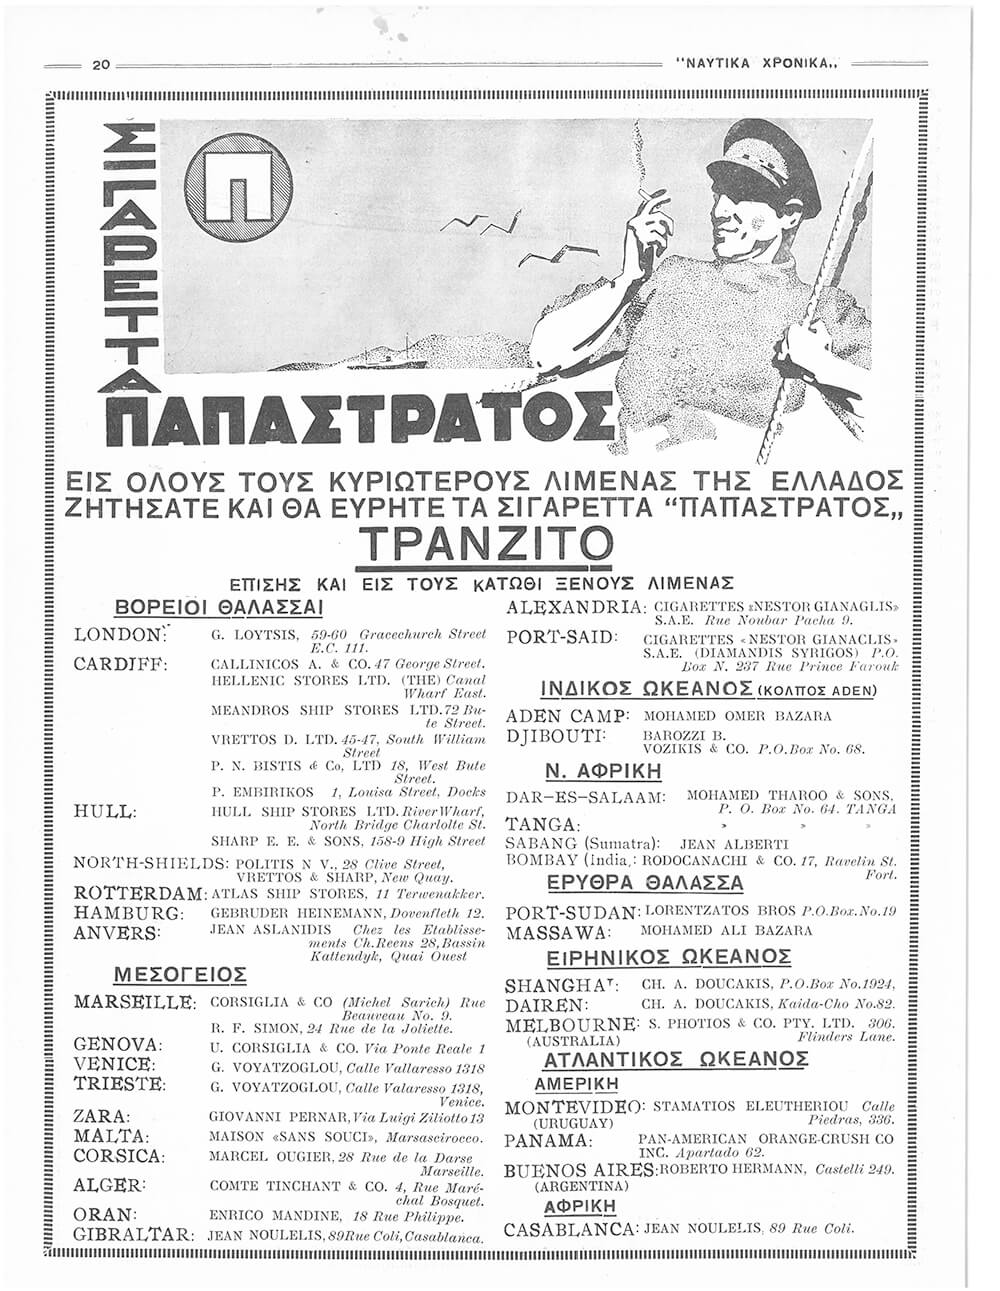 20
"ΝΑΥΤΙΚΑ ΧΡΟΝΙΚΑ„
ΣΙΓΑΡΕΤΤΑ
Π
ΠΑΠΑΣΤΡΑΤΟΣ
ΕΙΣ ΟΛΟΥΣ ΤΟΥΣ ΚΥΡΙΩΤΕΡΟΥΣ ΛΙΜΕΝΑΣ ΤΗΣ ΕΛΛΑΔΟΣ
ΖΗΤΗΣΑΤΕ ΚΑΙ ΘΑ ΕΥΡΗΤΕ ΤΑ ΣΙΓΑΡΕΤΤΑ "ΠΑΠΑΣΤΡΑΤΟΣ„
ΤΡΑΝΖΙΤΟ
ΕΠΙΣΗΣ ΚΑΙ ΕΙΣ ΤΟΥΣ ΚΑΤΩΘΙ ΞΕΝΟΥΣ ΛΙΜΕΝΑΣ
ΒΟΡΕΙΟΙ ΘΑΛΑΣΣΑΙ
LONDON: G. LOYTSIS, 59-60 Gracechurch Street
E.C. 111.
CARDIFF: CALLINICOS A. & CO. 47 George Street.
HELLENIC STORES LTD. (THE) Canal
Wharf East.
MEANDROS SHIP STORES LTD. 72 Bu-
te Street.
VRETTOS D. LTD. 45-47, South William
Street
P. N. BISTIS & Co, LTD 18, West Bute
Street.
P. EMBIRIKOS 1, Louisa Street, Docks
HULL: HULL SHIP STORES LTD. River Wharf,
North Bridge Charlolte St.
SHARP E. E. & SONS, 158-9 High Street
NORTH-SHIELDS: POLITIS N V., 28 Clive Street,
VRETTOS & SHARP, New Quay.
ROTTERDAM: ATLAS SHIP STORES, 11 Terwenakker.
HAMBURG: GEBRUDER HEINEMANN, Dovenfleth 12.
ANVERS: JEAN ASLANIDIS Chez les Etablisse-
ments Ch. Reens 28, Bassin
Kattendyk, Quai Ouest
ΜΕΣΟΓΕΙΟΣ
MARSEILLE: CORSIGLIA & CO (Michel Sarich) Rue
Beauveau No. 9.
R. F. SIMON, 24 Rue de la Joliette.
GENOVA: U. CORSIGLIA & CO. Via Ponte Reale 1
VENICE: G. VOYATZOGLOU, Calle Vallaresso 1318
TRIESTE: G. VOYATZOGLOU, Calle Valaresso 1318,
Venice.
ZARA: GIOVANNI PERNAR, Via Luigi Ziliotto 13
MALTA: MAISON «SANS SOUCI», Marsascirocco.
CORSICA: MARCEL OUGIER, 28 Rue de la Darse
Marseille.
ALGER: COMTE TINCHANT & CO. 4, Rue Maré-
chal Bosquet.
ORAN: ENRICO MANDINE, 18 Rue Philippe.
GIBRALTAR: JEAN NOULELIS, 89 Rue Coli, Casablanca.
ALEXANDRIA: CIGARETTES «NESTOR GIANAGLIS»
S.A.E. Rue Noubar Pacha 9.
PORT-SAID: CIGARETTES «NESTOR GIANACLIS»
S.A.E. (DIAMANDIS SYRIGOS) P.O.
Box N. 237 Rue Prince Farouk
ΙΝΔΙΚΟΣ ΩΚΕΑΝΟΣ (ΚΟΛΠΟΣ ADEN)
ADEN CAMP: MOHAMED OMER BAZARA
DJIBOUTI: BAROZZI B.
VOZIKIS & CO. P.O.Box No. 68.
Ν. ΑΦΡΙΚΗ
DAR-ES-SALAAM: MOHAMED THAROO & SONS,
P. O. Box No. 64. TANGA
TANGA: » » »
SABANG (Sumatra): JEAN ALBERTI
BOMBAY (India,: RODOCANACHI & CO. 17, Ravelin St.
Fort.
ΕΡΥΘΡΑ ΘΑΛΑΣΣΑ
PORT-SUDAN: LORENTZATOS BROS P.O.Box.No.19
MASSAWA: MOHAMED ALI BAZARA
ΕΙΡΗΝΙΚΟΣ ΩΚΕΑΝΟΣ
SHANGHAI: CH. A. DOUCAKIS, P.O.Box No.1924,
DAIREN: CH. A. DOUCAKIS, Kaida-Cho No.82.
MELBOURNE: S. PHOTIOS & CO. PTY. LTD. 306.
(AUSTRALIA) Flinders Lane.
ΑΤΛΑΝΤΙΚΟΣ ΩΚΕΑΝΟΣ
ΑΜΕΡΙΚΗ
MONTEVIDEO: STAMATIOS ELEUTHERIOU Calle
(URUGUAY) Piedras, 336.
PANAMA: PAN-AMERICAN ORANGE-CRUSH CO
INC. Apartado 62.
BUENOS AIRES: ROBERTO HERMANN, Castelli 249.
(ARGENTINA)
ΑΦΡΙΚΗ
CASABLANCA: JEAN NOULELIS, 89 Rue Coli.